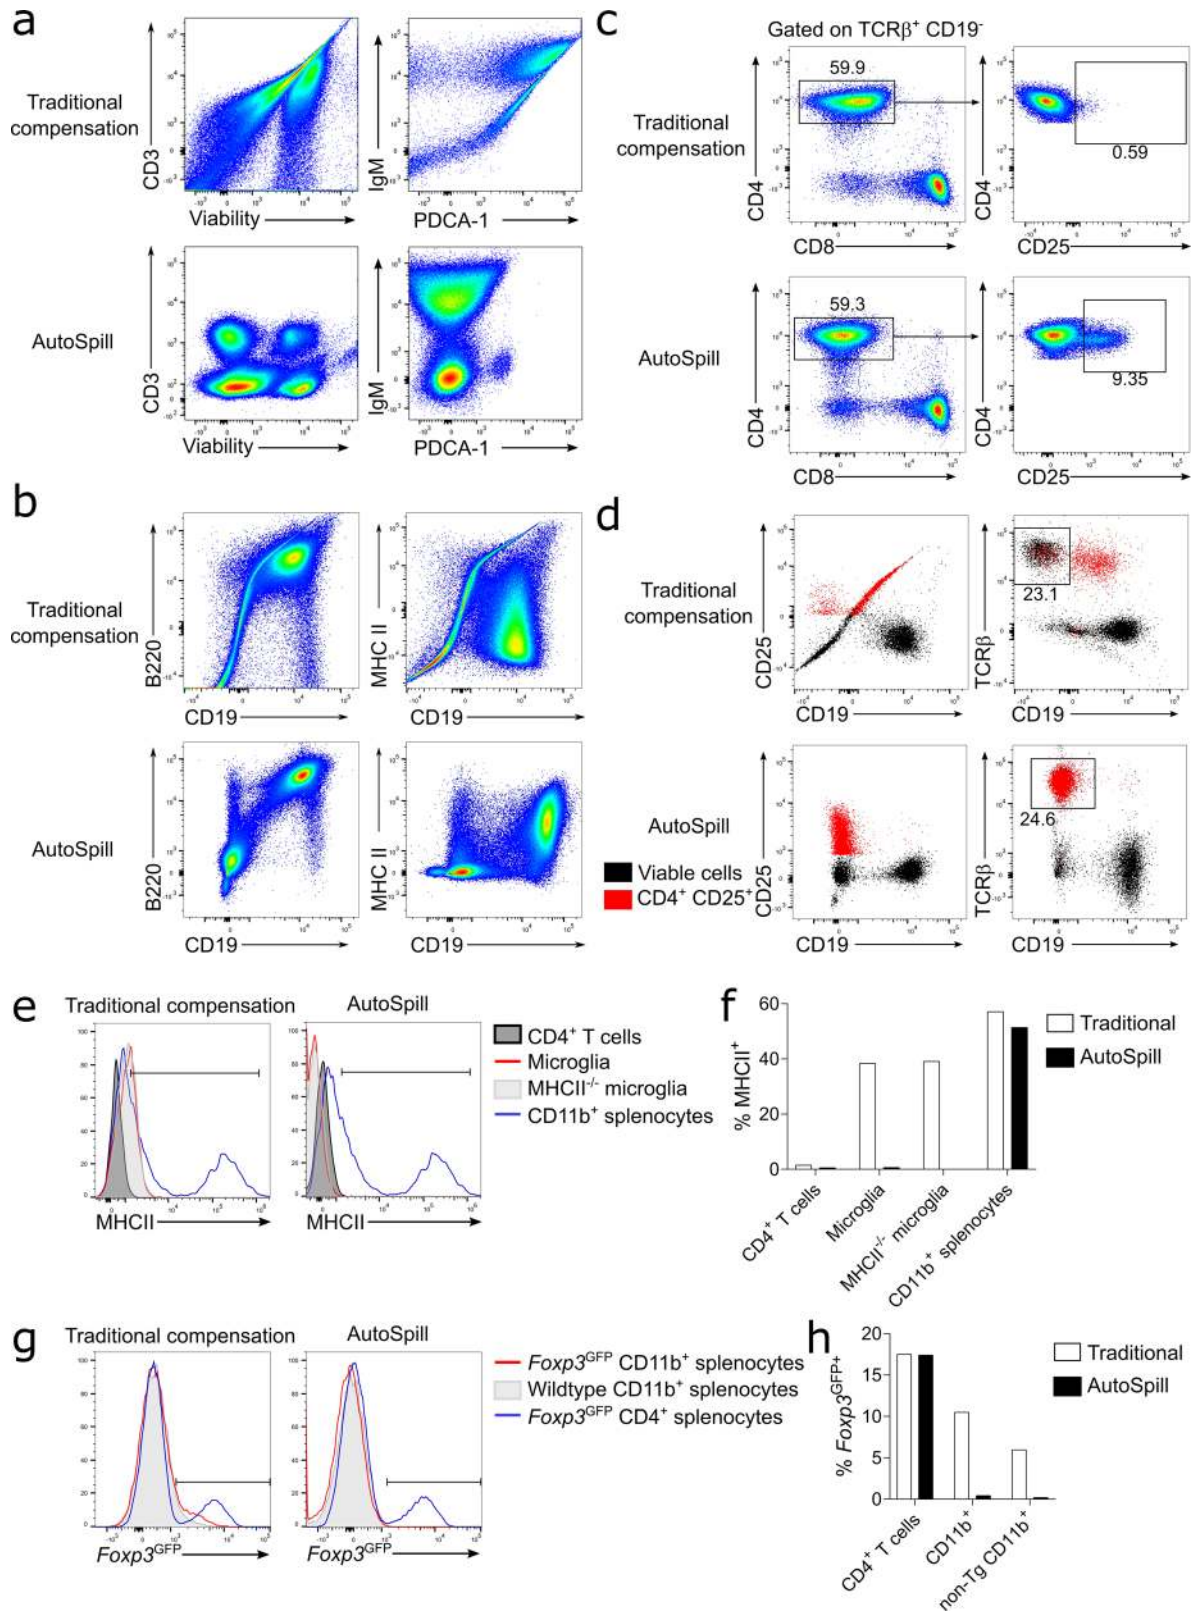 a
Traditional
compensation
CD3
Viability
IgM
PDCA-1
AutoSpill
CD3
Viability
IgM
PDCA-1
b
Traditional
compensation
B220
CD19
MHC II
CD19
AutoSpill
B220
CD19
MHC II
CD19
c
Gated on TCRβ⁺ CD19⁻
Traditional
compensation
59.9
CD4
CD8
0.59
CD4
CD25
AutoSpill
59.3
CD4
CD8
9.35
CD4
CD25
d
Traditional
compensation
CD25
CD19
23.1
TCRβ
CD19
AutoSpill
Viable cells
CD4⁺ CD25⁺
CD25
CD19
24.6
TCRβ
CD19
e
Traditional compensation
MHCII
AutoSpill
MHCII
CD4⁺ T cells
Microglia
MHCII⁻/⁻ microglia
CD11b⁺ splenocytes
f
% MHCII⁺
60
40
20
0
CD4⁺ T cells
Microglia
MHCII⁻/⁻ microglia
CD11b⁺ splenocytes
Traditional
AutoSpill
g
Traditional compensation
Foxp3ᴳᶠᴾ
AutoSpill
Foxp3ᴳᶠᴾ
Foxp3ᴳᶠᴾ CD11b⁺ splenocytes
Wildtype CD11b⁺ splenocytes
Foxp3ᴳᶠᴾ CD4⁺ splenocytes
h
% Foxp3ᴳᶠᴾ⁺
20
15
10
5
0
CD4⁺ T cells
CD11b⁺
non-Tg CD11b⁺
Traditional
AutoSpill